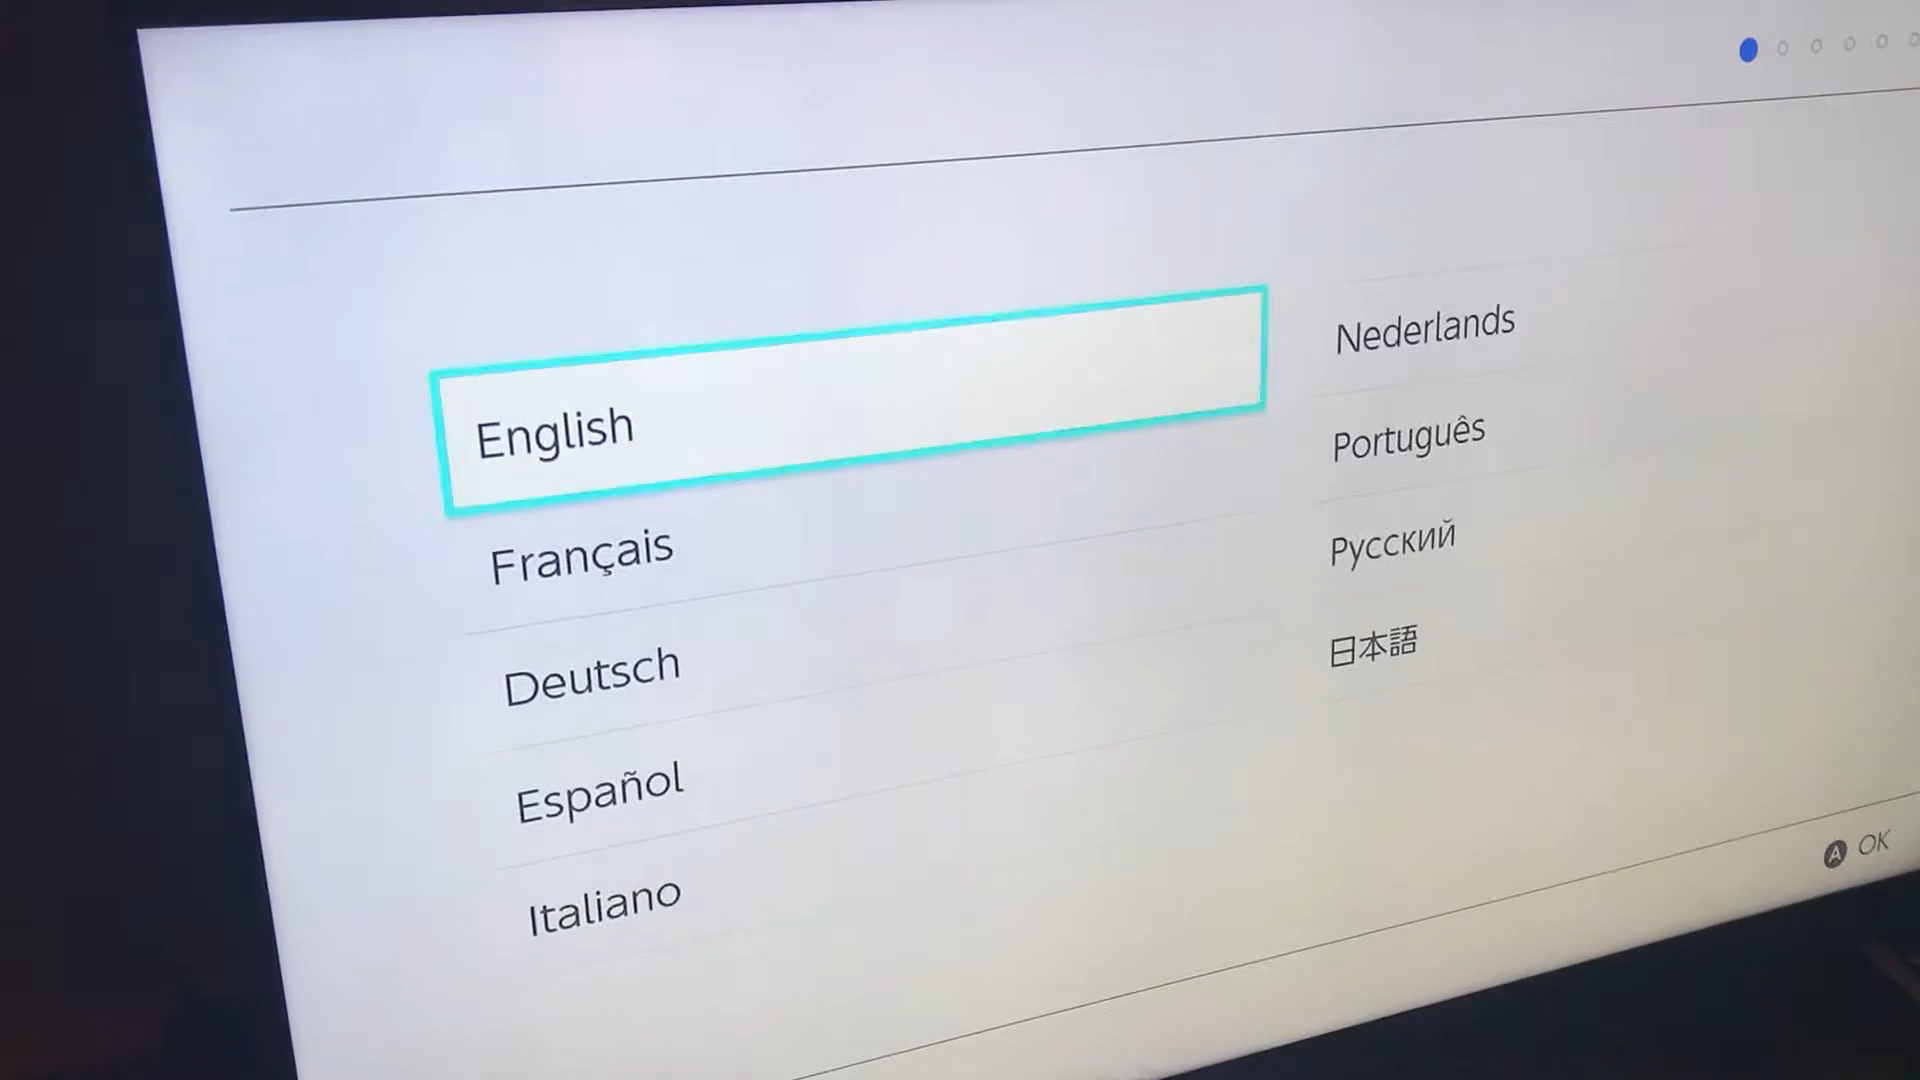 English
Français
Deutsch
Español
Italiano
Nederlands
Português
Русский
日本語
A OK